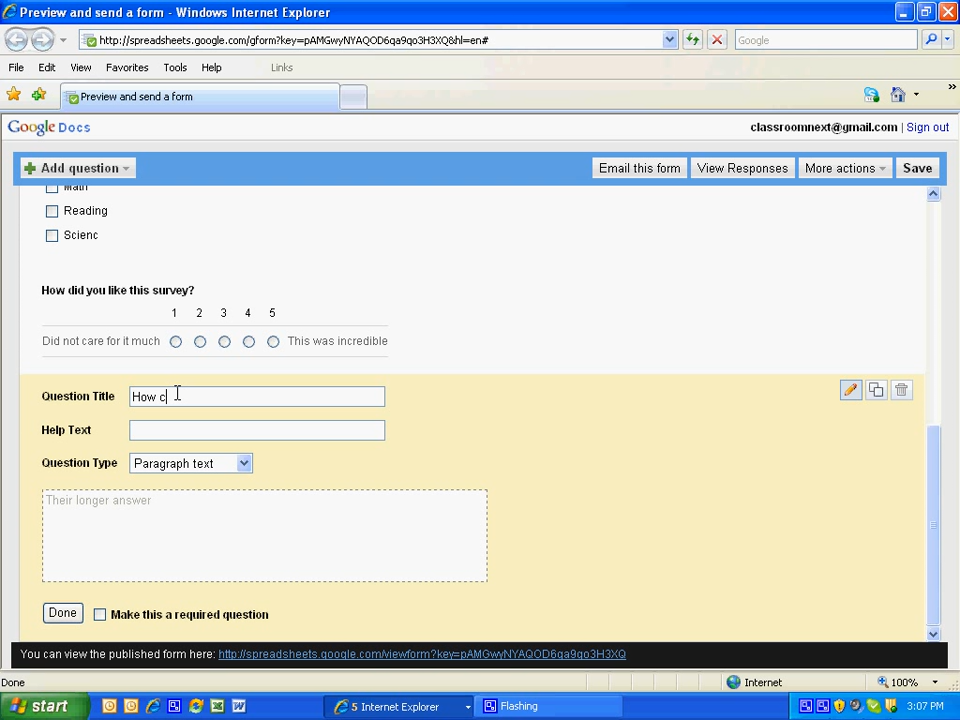 Preview and send a form - Windows Internet Explorer
http://spreadsheets.google.com/gform?key=pAMGwyNYAQOD6qa9qo3H3XQ&hl=en#
Google
File Edit View Favorites Tools Help Links
Preview and send a form
Google Docs
classroomnext@gmail.com | Sign out
Add question
Email this form
View Responses
More actions
Save
Math
Reading
Scienc
How did you like this survey?
1 2 3 4 5
Did not care for it much
This was incredible
Question Title How c
Help Text
Question Type Paragraph text
Their longer answer
Done Make this a required question
You can view the published form here: http://spreadsheets.google.com/viewform?key=pAMGwyNYAQOD6qa9qo3H3XQ
Done
Internet
100%
start
5 Internet Explorer
Flashing
3:07 PM